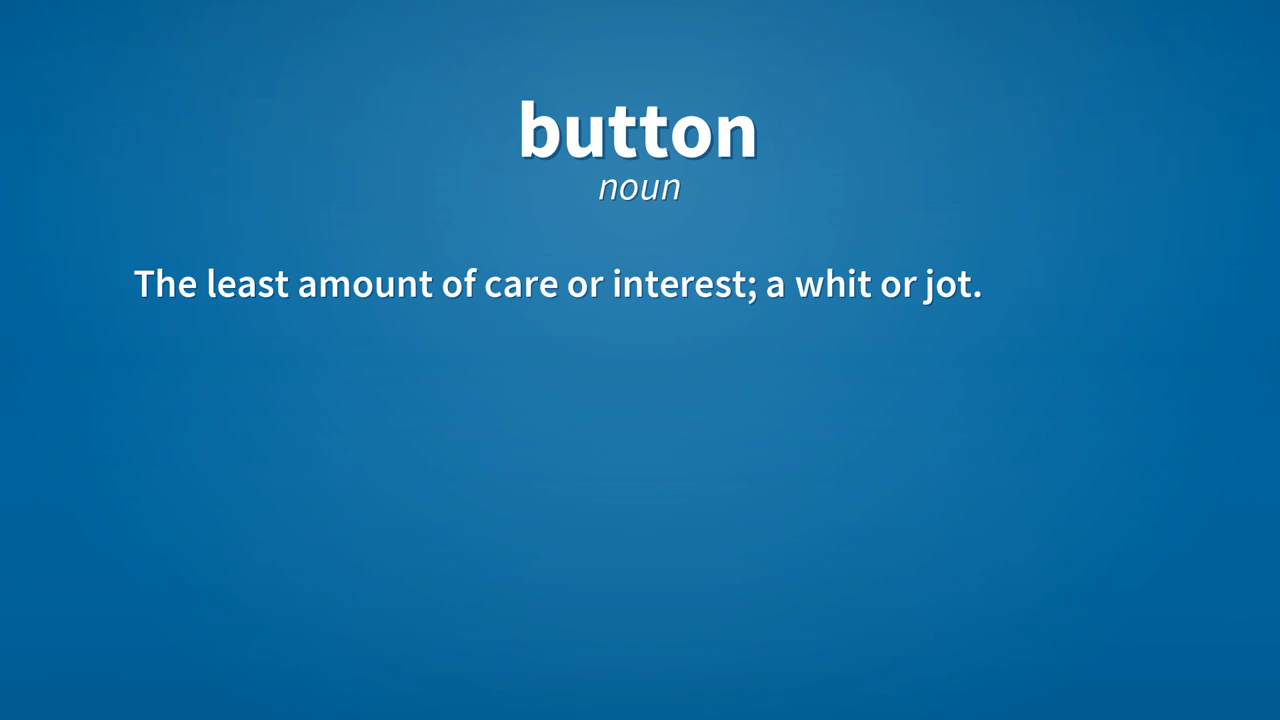 button
noun
The least amount of care or interest; a whit or jot.